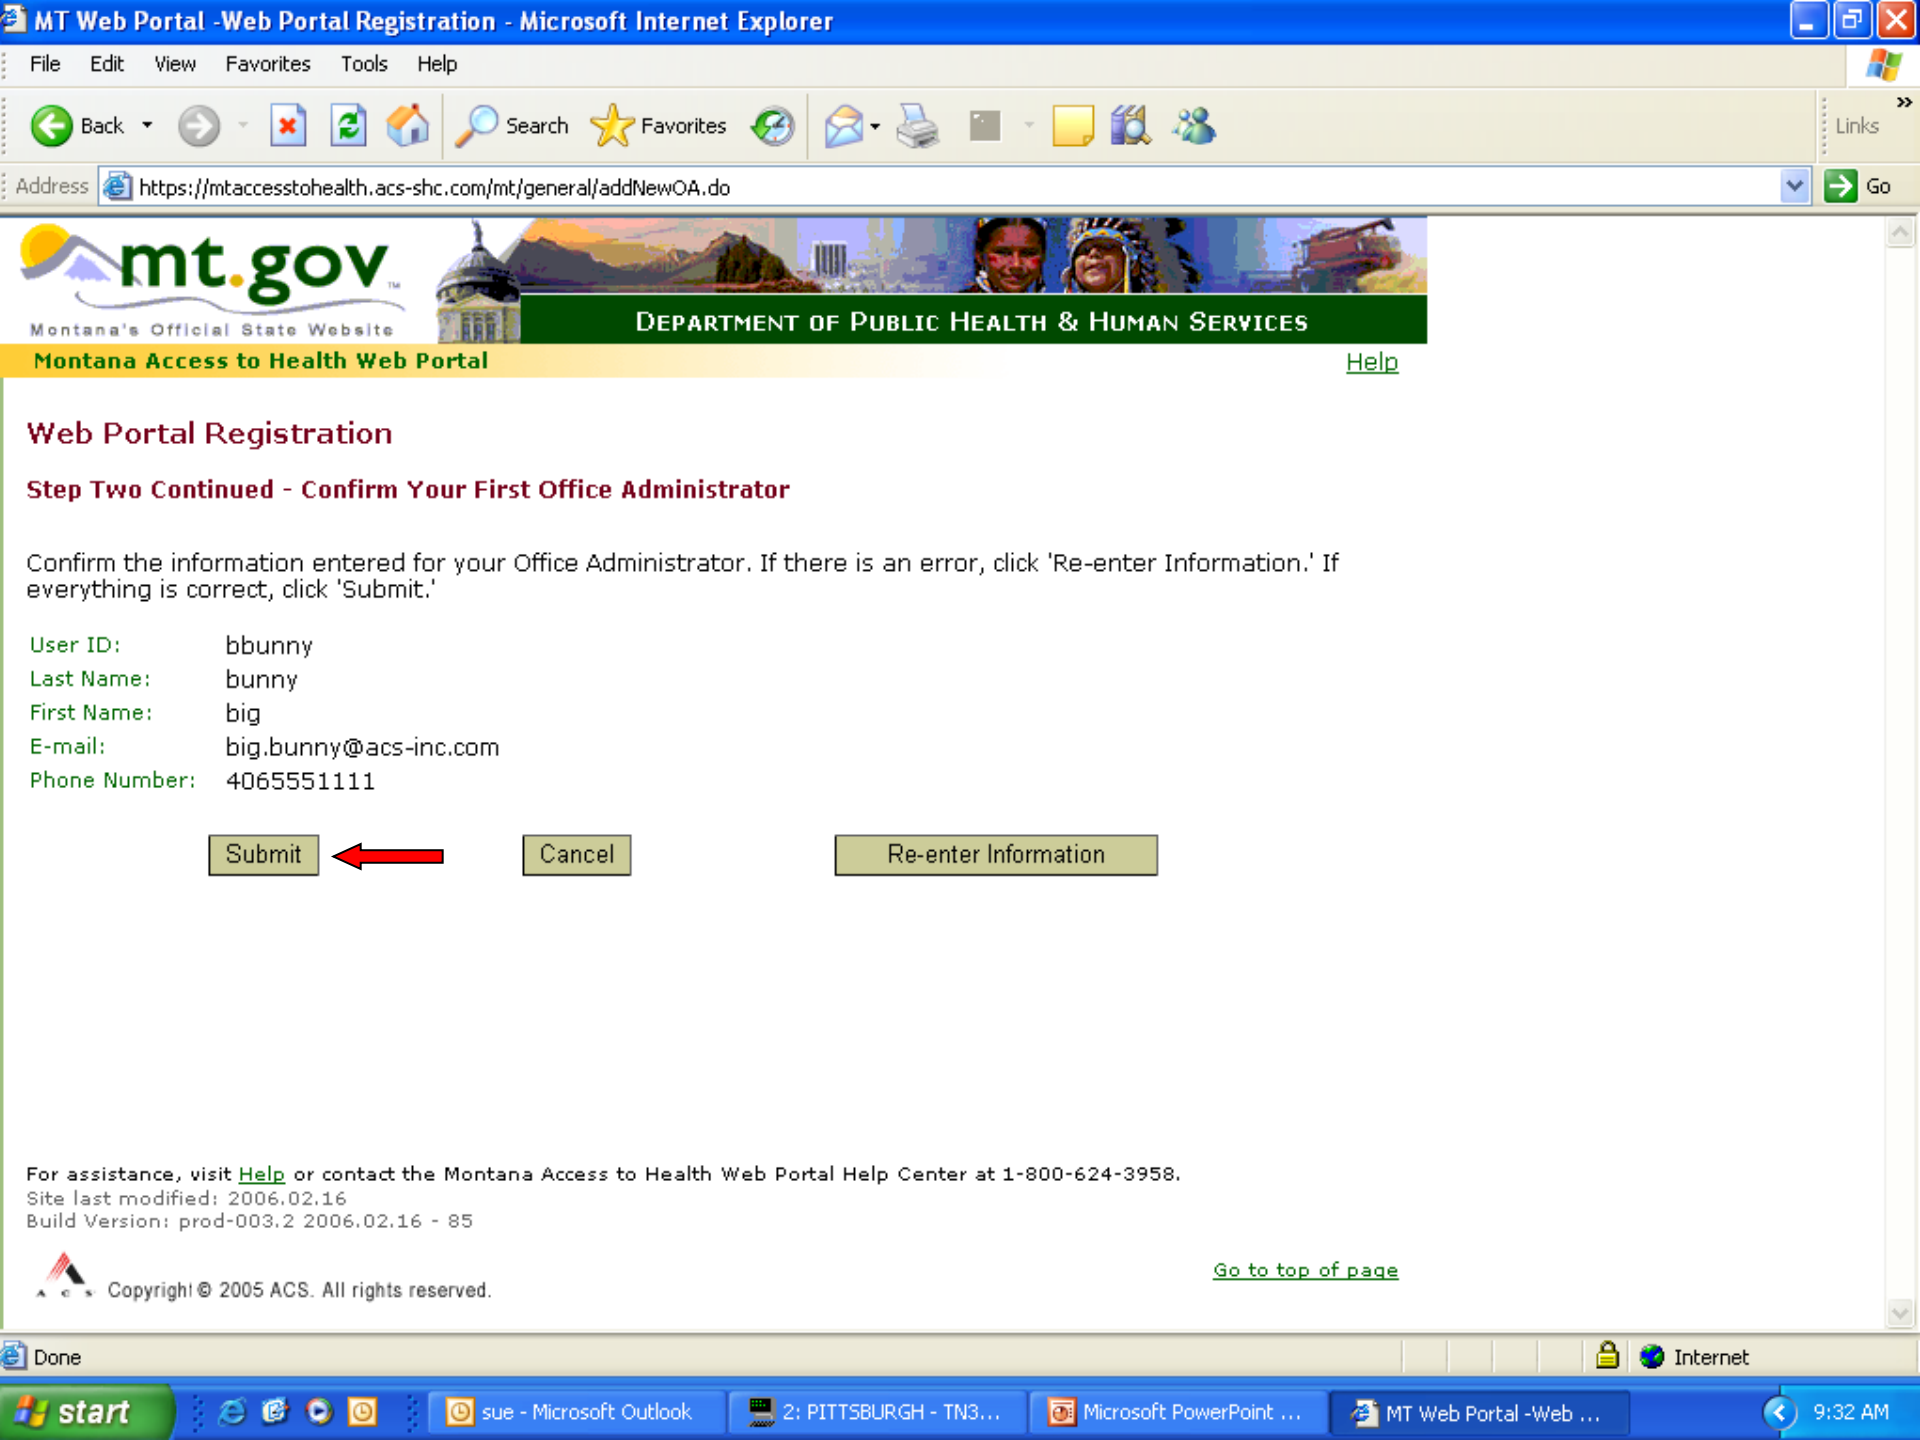 MT Web Portal -Web Portal Registration - Microsoft Internet Explorer
File Edit View Favorites Tools Help
Back Search Favorites Links
Address https://mtaccesstohealth.acs-shc.com/mt/general/addNewOA.do Go
mt.gov TM
Montana's Official State Website
DEPARTMENT OF PUBLIC HEALTH & HUMAN SERVICES
Montana Access to Health Web Portal Help
Web Portal Registration
Step Two Continued - Confirm Your First Office Administrator
Confirm the information entered for your Office Administrator. If there is an error, click 'Re-enter Information.' If
everything is correct, click 'Submit.'
User ID: bbunny
Last Name: bunny
First Name: big
E-mail: big.bunny@acs-inc.com
Phone Number: 4065551111
Submit Cancel Re-enter Information
For assistance, visit Help or contact the Montana Access to Health Web Portal Help Center at 1-800-624-3958.
Site last modified: 2006.02.16
Build Version: prod-003.2 2006.02.16 - 85
Go to top of page
A C S Copyright © 2005 ACS. All rights reserved.
Done Internet
start sue - Microsoft Outlook 2: PITTSBURGH - TN3... Microsoft PowerPoint ... MT Web Portal -Web ... 9:32 AM